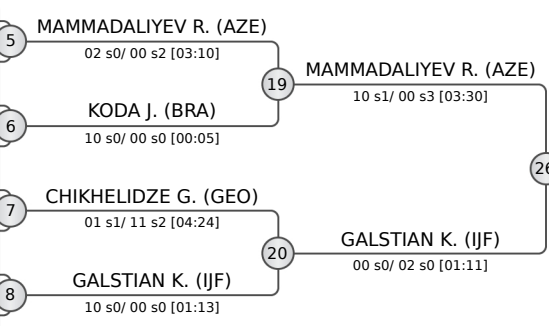 MAMMADALIYEV R. (AZE)
5
02 s0/ 00 s2 [03:10]
19
MAMMADALIYEV R. (AZE)
10 s1/ 00 s3 [03:30]
KODA J. (BRA)
6
10 s0/ 00 s0 [00:05]
26
CHIKHELIDZE G. (GEO)
7
01 s1/ 11 s2 [04:24]
20
GALSTIAN K. (IJF)
00 s0/ 02 s0 [01:11]
GALSTIAN K. (IJF)
8
10 s0/ 00 s0 [01:13]